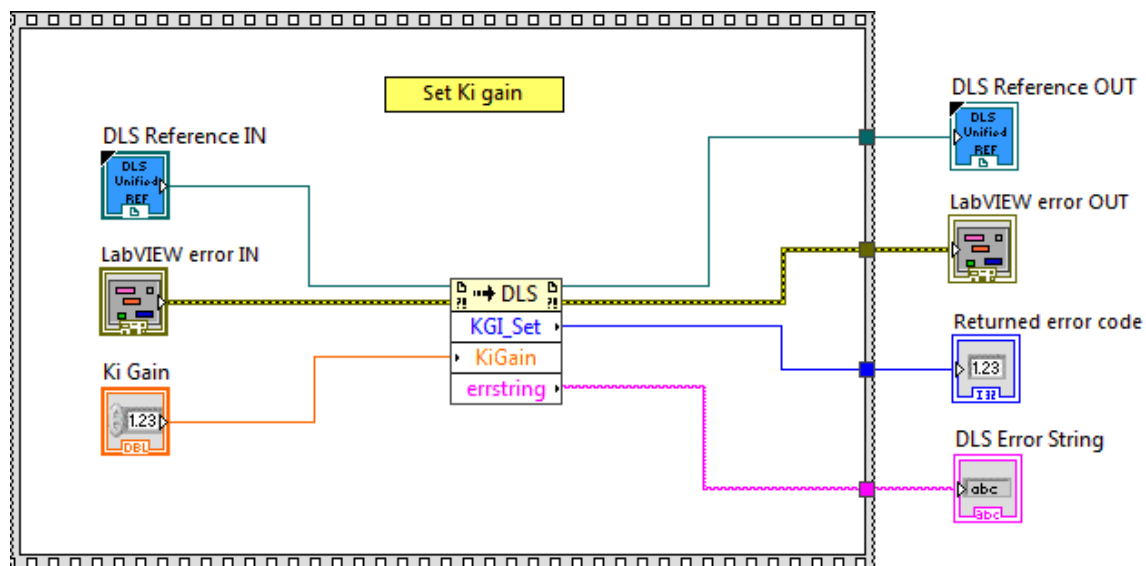 Set Ki gain
DLS Reference IN
DLS
Unified
REF
LabVIEW error IN
Ki Gain
1.23
DBL
DLS
?!
?!
KGI_Set
KiGain
errstring
DLS Reference OUT
DLS
Unified
REF
LabVIEW error OUT
Returned error code
1.23
I32
DLS Error String
abc
abc